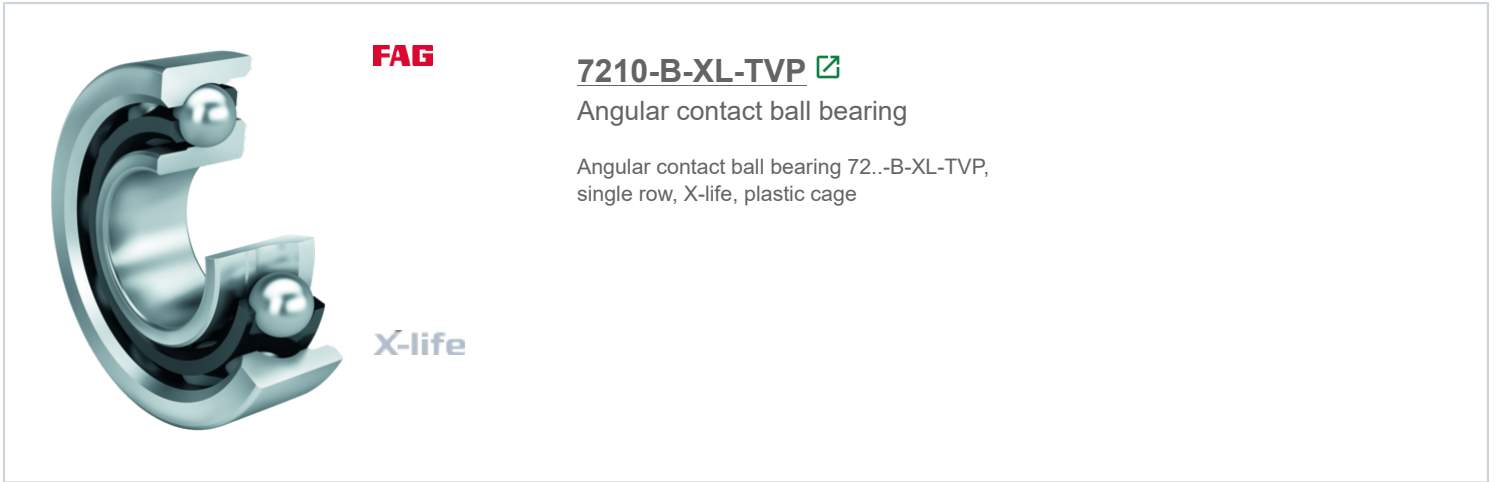 FAG
7210-B-XL-TVP
Angular contact ball bearing
Angular contact ball bearing 72..-B-XL-TVP,
single row, X-life, plastic cage
X-life